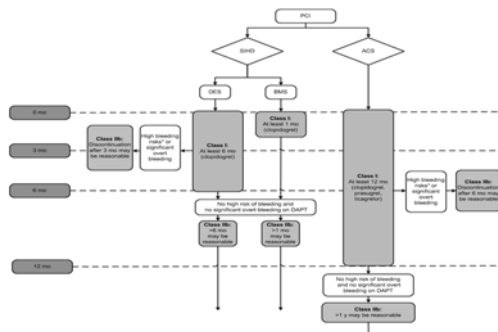 PCI
SIHD
ACS
DES
BMS
0 mo
3 mo
6 mo
12 mo
Class I:
At least 6 mo
(clopidogrel)
Class I:
At least 1 mo
(clopidogrel)
Class I:
At least 12 mo
(clopidogrel,
prasugrel,
ticagrelor)
High bleeding
risks* or
significant
overt
bleeding
Class IIb:
Discontinuation
after 3 mo may
be reasonable
High bleeding
risks* or
significant
overt
bleeding
Class IIb:
Discontinuation
after 6 mo may
be reasonable
No high risk of bleeding and
no significant overt bleeding on DAPT
Class IIb:
>6 mo
may be
reasonable
Class IIb:
>1 mo
may be
reasonable
No high risk of bleeding
and no significant overt
bleeding on DAPT
Class IIb:
>1 y may be reasonable